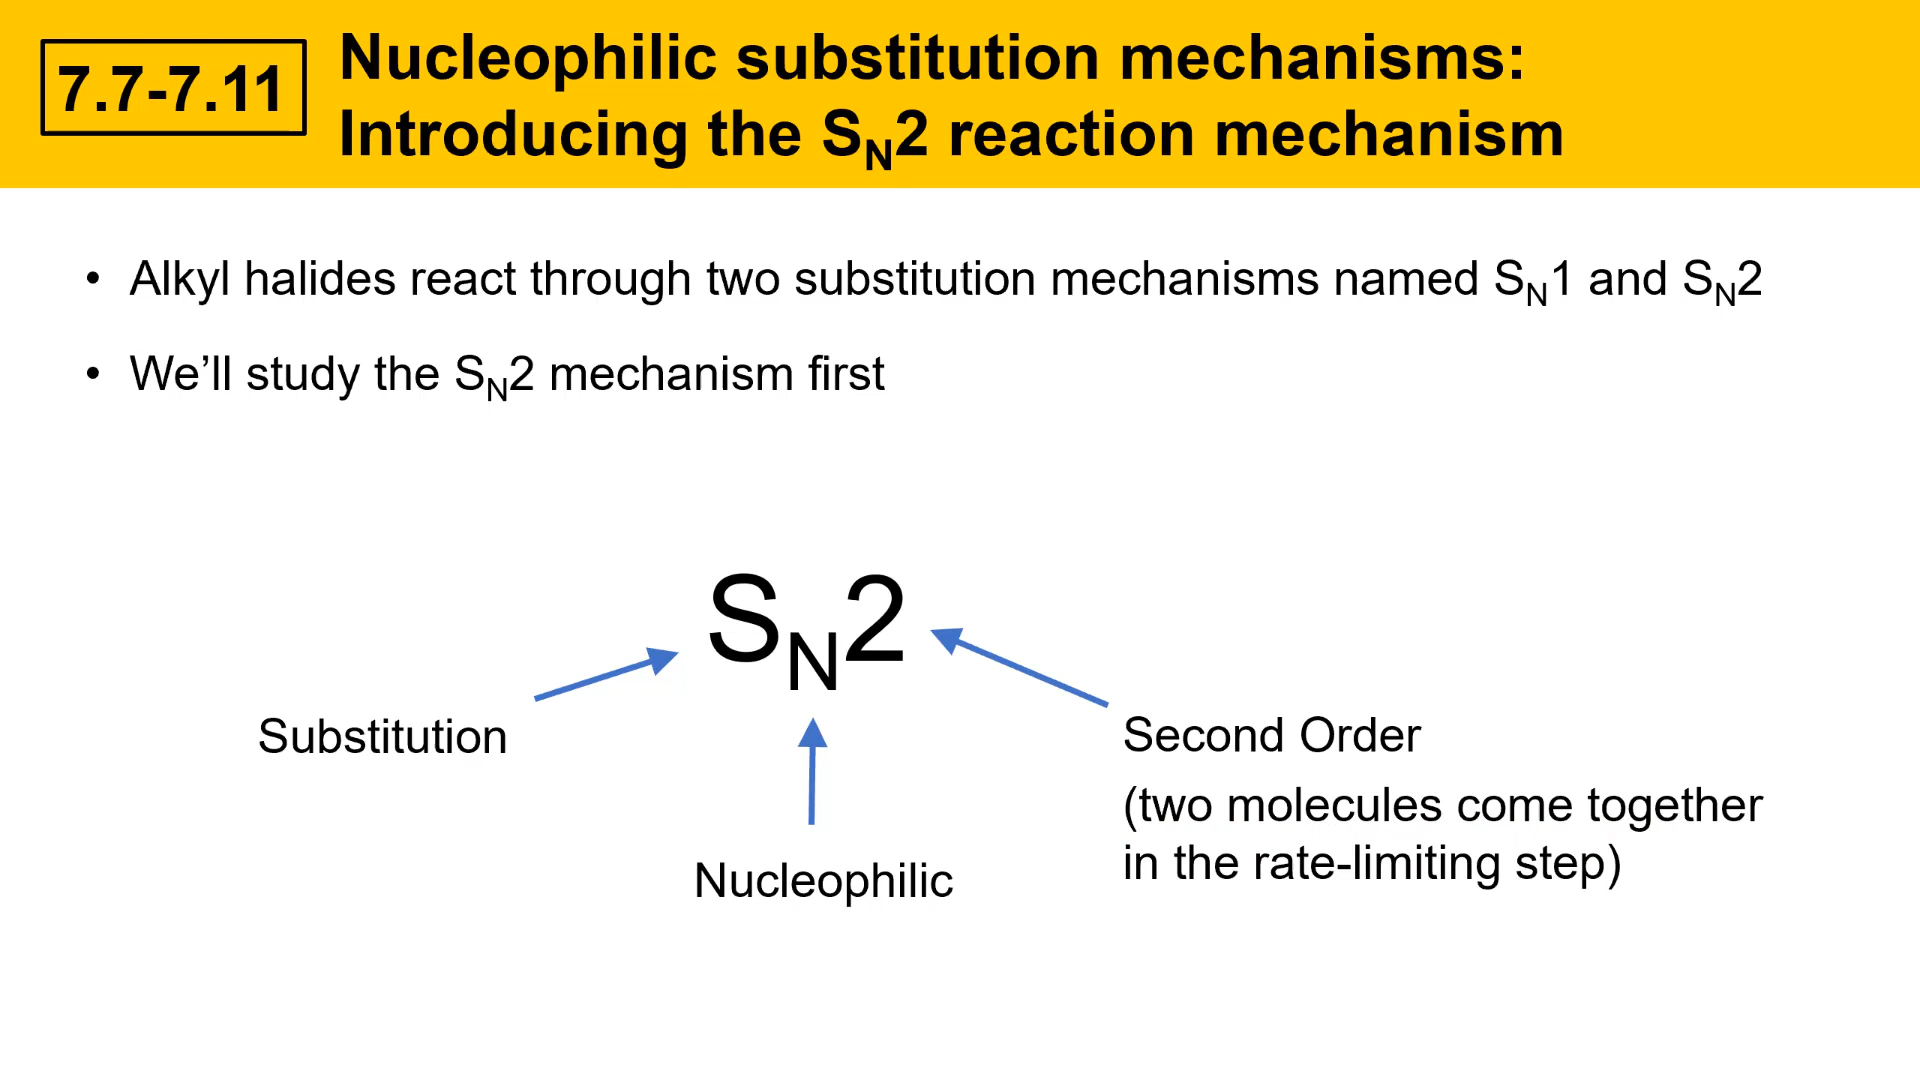 7.7-7.11
Nucleophilic substitution mechanisms:
Introducing the SN2 reaction mechanism
• Alkyl halides react through two substitution mechanisms named SN1 and SN2
• We’ll study the SN2 mechanism first
SN2
Substitution
Nucleophilic
Second Order
(two molecules come together
in the rate-limiting step)